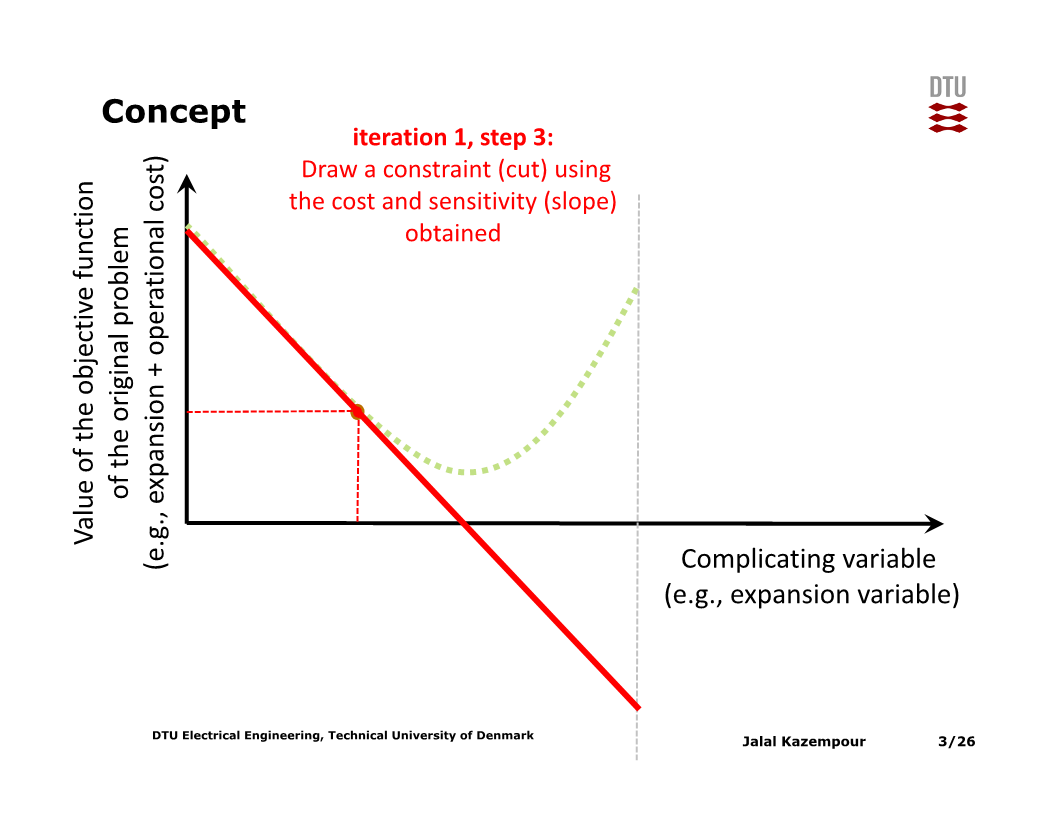 DTU
Concept
iteration 1, step 3:
Draw a constraint (cut) using
the cost and sensitivity (slope)
obtained
Value of the objective function
of the original problem
(e.g., expansion + operational cost)
Complicating variable
(e.g., expansion variable)
DTU Electrical Engineering, Technical University of Denmark
Jalal Kazempour
3/26